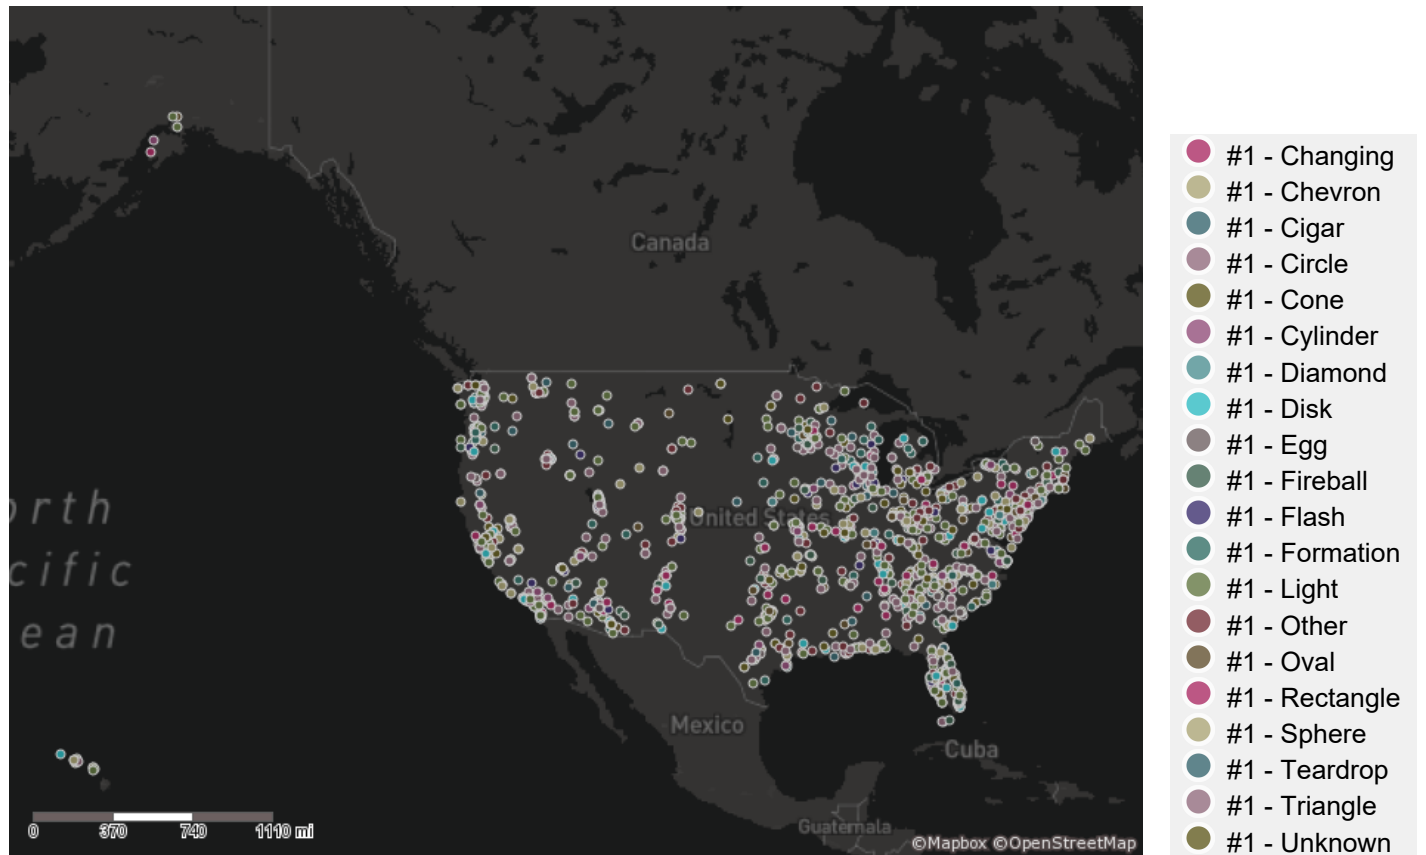 Canada
orth
cific
ean
United States
Mexico
Cuba
Guatemala
0 370 740 1110 mi
©Mapbox ©OpenStreetMap
#1 - Changing
#1 - Chevron
#1 - Cigar
#1 - Circle
#1 - Cone
#1 - Cylinder
#1 - Diamond
#1 - Disk
#1 - Egg
#1 - Fireball
#1 - Flash
#1 - Formation
#1 - Light
#1 - Other
#1 - Oval
#1 - Rectangle
#1 - Sphere
#1 - Teardrop
#1 - Triangle
#1 - Unknown